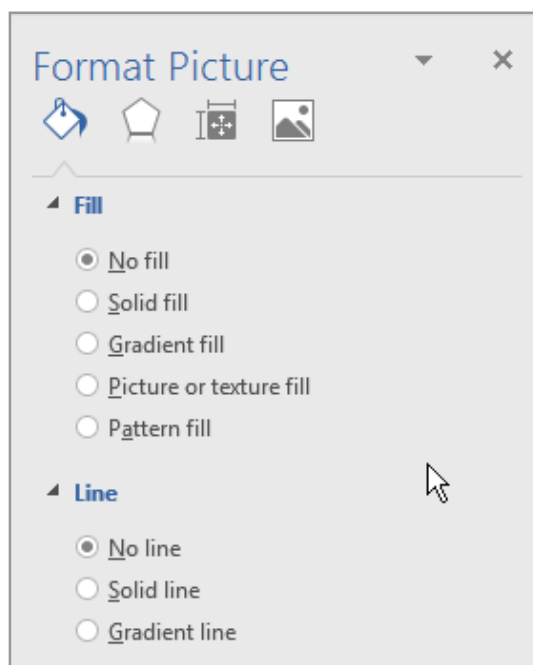 Format Picture
Fill
No fill
Solid fill
Gradient fill
Picture or texture fill
Pattern fill
Line
No line
Solid line
Gradient line